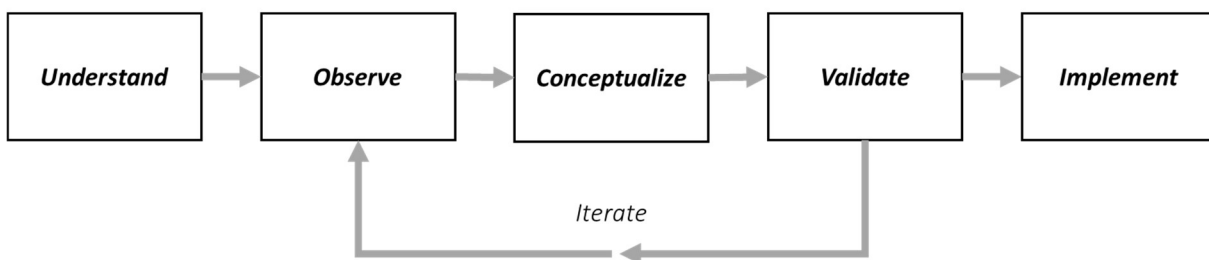 Understand
Observe
Conceptualize
Validate
Implement
Iterate